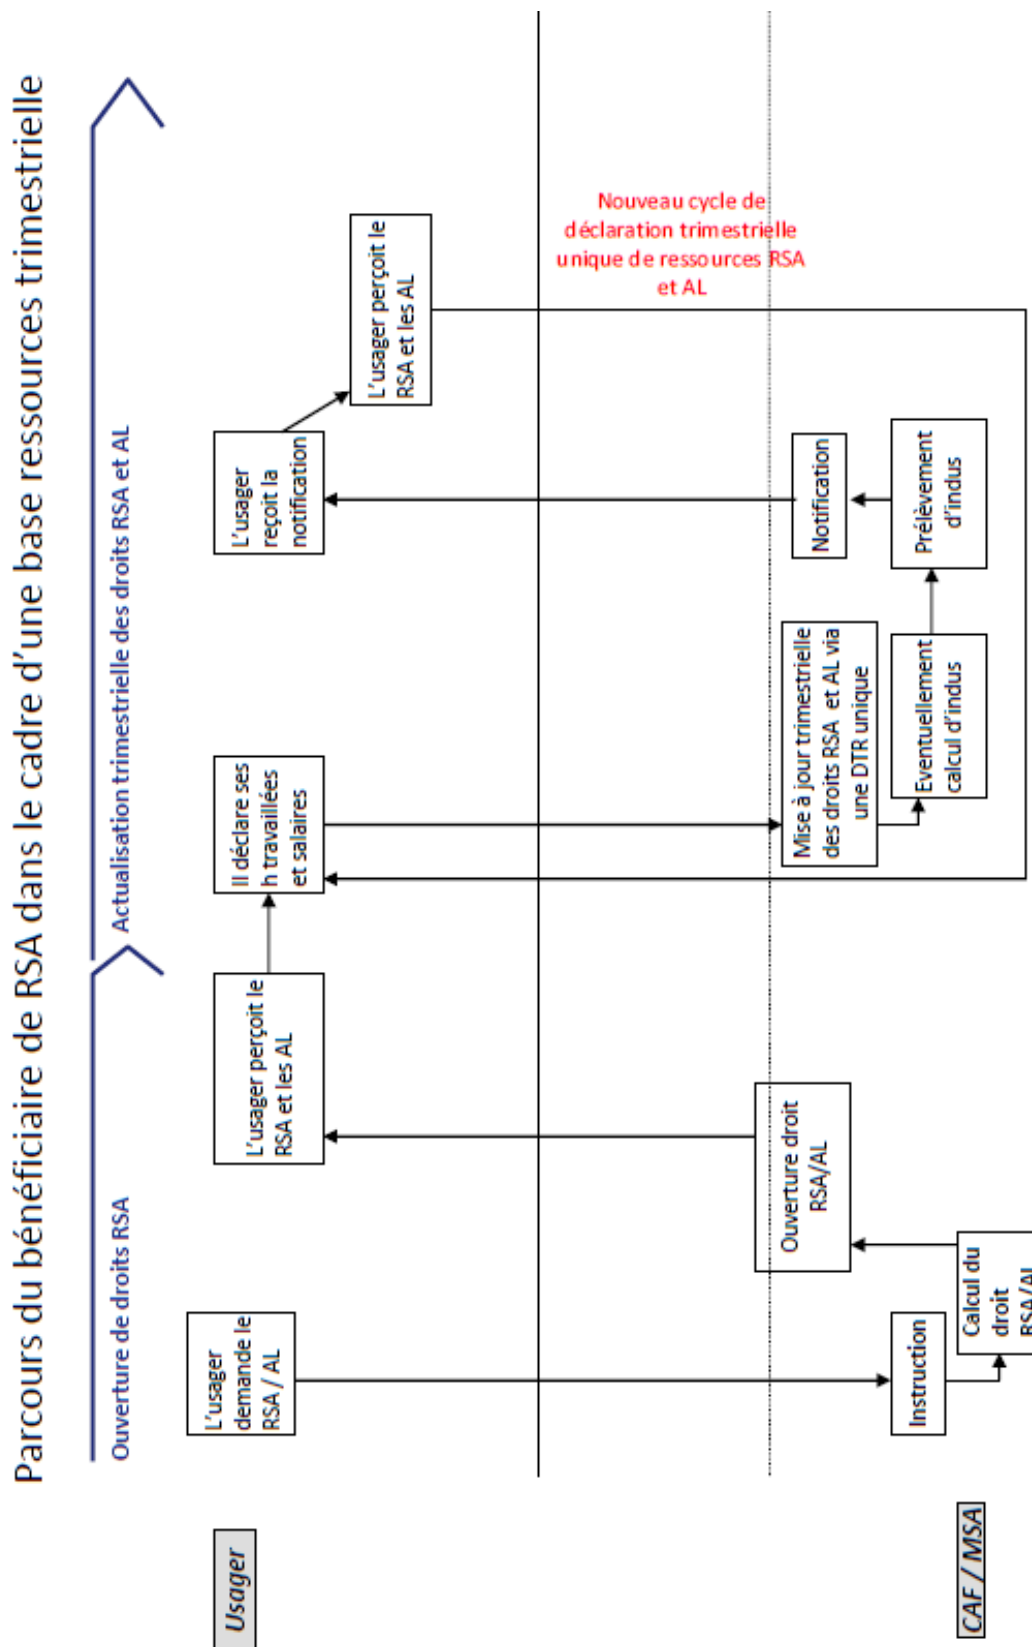 Parcours du bénéficiaire de RSA dans le cadre d'une base ressources trimestrielle
Ouverture de droits RSA
Actualisation trimestrielle des droits RSA et AL
Usager
L'usager
demande le
RSA / AL
L'usager perçoit le
RSA et les AL
Il déclare ses
h travaillées
et salaires
L'usager
reçoit la
notification
L'usager perçoit le
RSA et les AL
Nouveau cycle de
déclaration trimestrielle
unique de ressources RSA
et AL
CAF / MSA
Instruction
Calcul du
droit
RSA/AL
Ouverture droit
RSA/AL
Mise à jour trimestrielle
des droits RSA et AL via
une DTR unique
Eventuellement
calcul d'indus
Prélèvement
d'indus
Notification